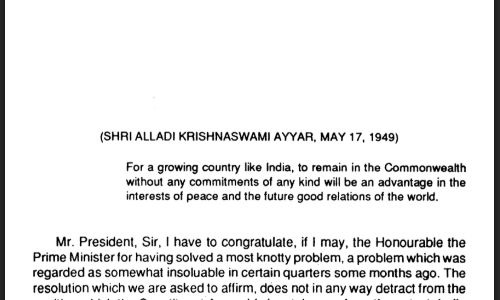 (SHRI ALLADI KRISHNASWAMI AYYAR, MAY 17, 1949)
For a growing country like India, to remain in the Commonwealth
without any commitments of any kind will be an advantage in the
interests of peace and the future good relations of the world.
Mr. President, Sir, I have to congratulate, if I may, the Honourable the
Prime Minister for having solved a most knotty problem, a problem which was
regarded as somewhat insoluable in certain quarters some months ago. The
resolution which we are asked to affirm, does not in any way detract from the